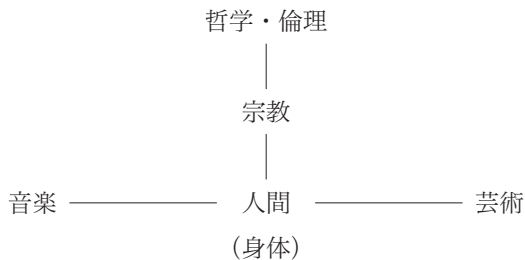 哲学・倫理
宗教
音楽 人間 芸術
（身体）